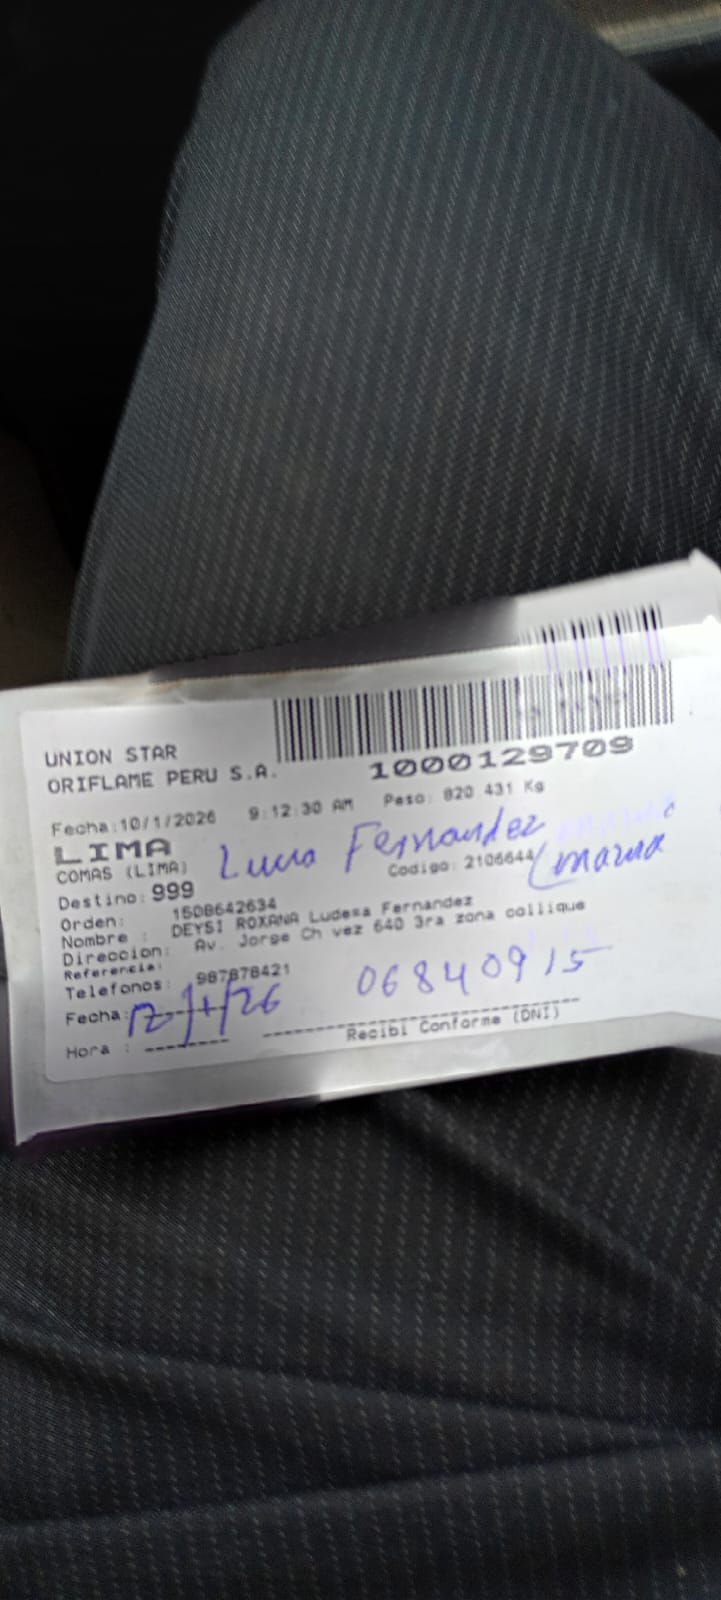 UNION STAR
ORIFLAME PERU S.A.
1000129709
Fecha:10/1/2026 9:12:30 AM Peso: 820.431 Kg
LIMA
COMAS (LIMA)
Fernandez
Codigo: 2106644
(mama
Destino: 999
Orden: 1508642634
Nombre : DEYSI ROXANA Ludesa Fernandez
Direccion: Av. Jorge Ch vez 640 3ra zona collique
Referencia:
Telefonos: 987878421
Fecha: 12/1/26
06840915
Hora :
Recibi Conforme (DNI)